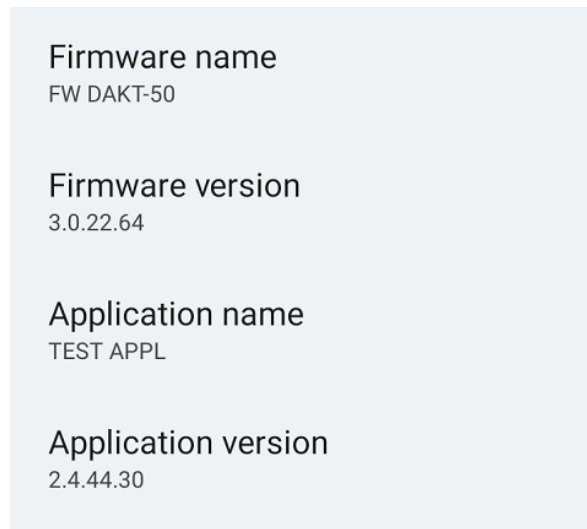 Firmware name
FW DAKT-50
Firmware version
3.0.22.64
Application name
TEST APPL
Application version
2.4.44.30